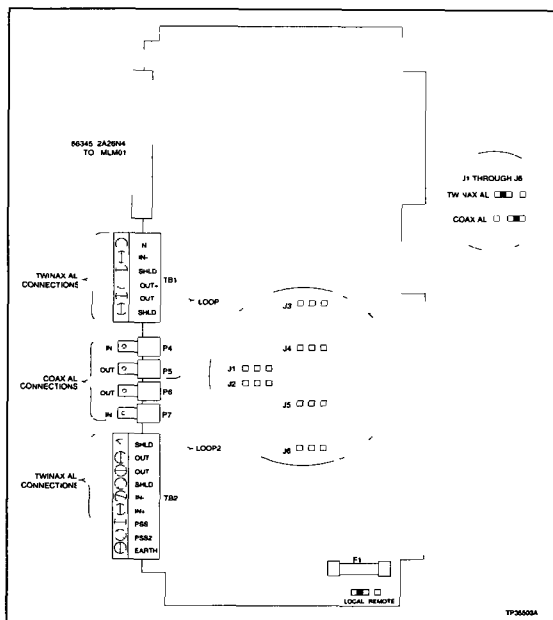 66345 2A26N4
TO MLM01
J1 THROUGH J6
TWINAX AL
COAX AL
TWINAX AL
CONNECTIONS
N
IN-
SHLD
OUT+
OUT
SHLD
TB1
LOOP
J3
J4
J1
J2
J5
J6
COAX AL
CONNECTIONS
IN
OUT
OUT
IN
P4
P5
P6
P7
LOOP2
TWINAX AL
CONNECTIONS
SHLD
OUT
OUT
SHLD
IN-
IN+
PSS
PSS2
EARTH
TB2
F1
LOCAL REMOTE